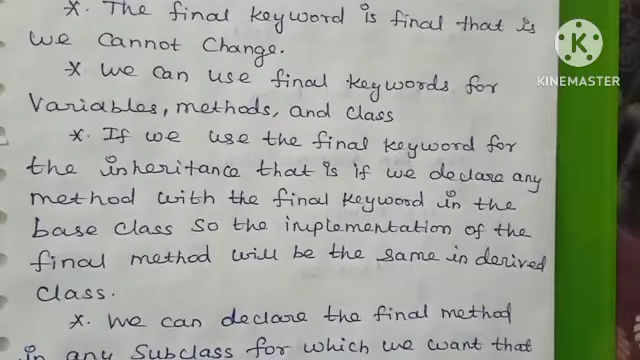 *. The final keyword is final that is
we cannot change.
* we can use final keywords for
variables, methods, and class
*. If we use the final keyword for
the inheritance that is if we declare any
method with the final keyword in the
base class so the implementation of the
final method will be the same in derived
class.
*. we can declare the final method
in any subclass for which we want that
KINEMASTER